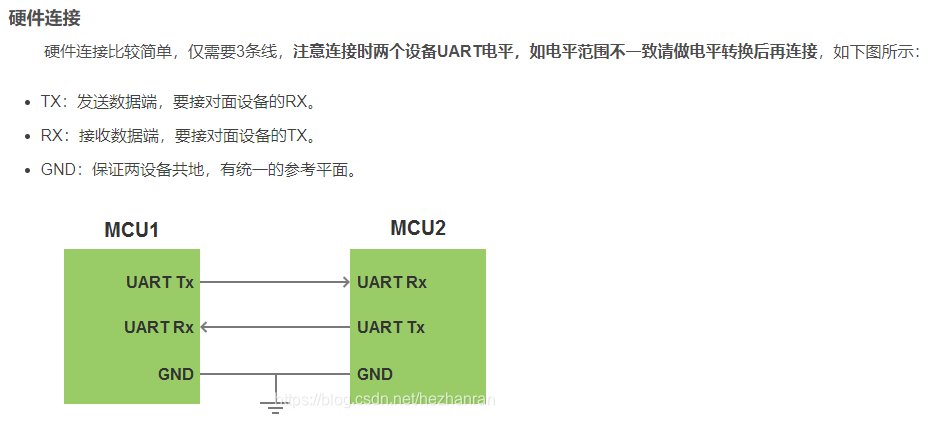 硬件连接
硬件连接比较简单，仅需要3条线，注意连接时两个设备UART电平，如电平范围不一致请做电平转换后再连接，如下图所示：
TX：发送数据端，要接对面设备的RX。
RX：接收数据端，要接对面设备的TX。
GND：保证两设备共地，有统一的参考平面。
MCU1
MCU2
UART Tx
UART Rx
UART Rx
UART Tx
GND
GND
https://blog.csdn.net/hezhanran